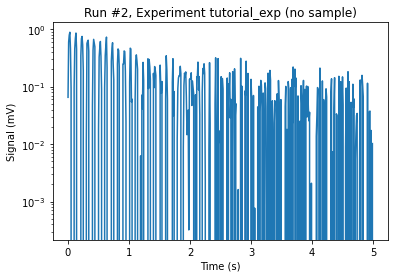 Run #2, Experiment tutorial_exp (no sample)
Signal (mV)
10⁰
10⁻¹
10⁻²
10⁻³
0 1 2 3 4 5
Time (s)